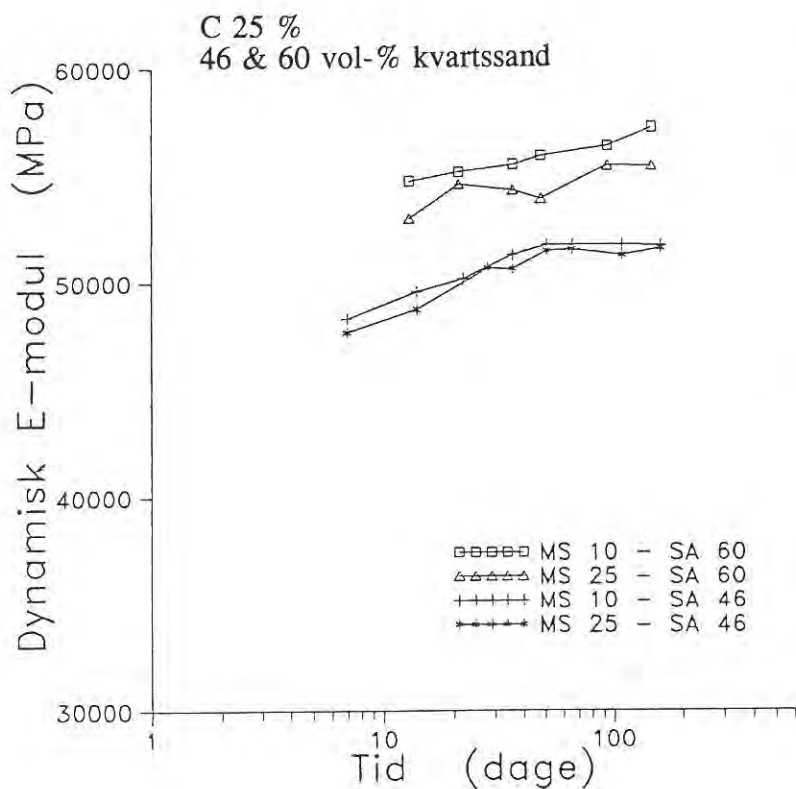 C 25 %
46 & 60 vol-% kvartssand
Dynamisk E-modul (MPa)
60000
50000
40000
30000
MS 10 - SA 60
MS 25 - SA 60
MS 10 - SA 46
MS 25 - SA 46
1 10 100
Tid (dage)